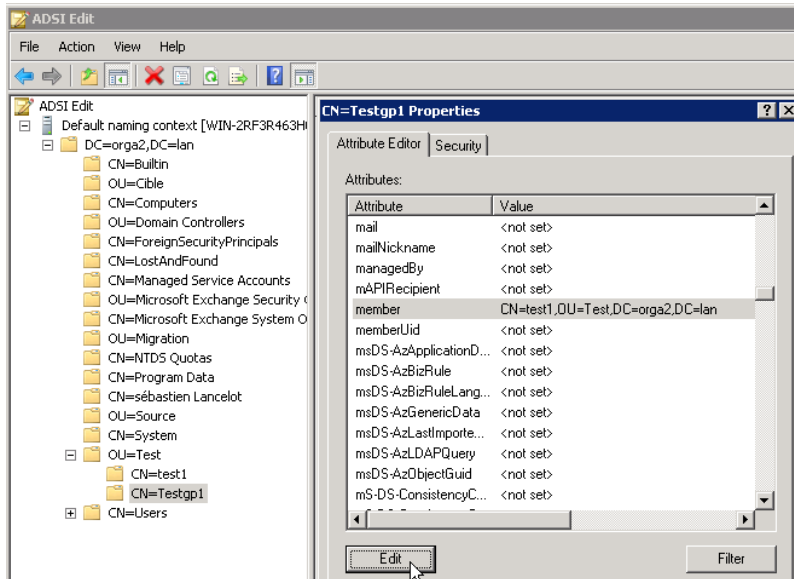 ADSI Edit
File Action View Help
ADSI Edit
Default naming context [WIN-2RF3R463H
DC=orga2,DC=lan
CN=Builtin
OU=Cible
CN=Computers
OU=Domain Controllers
CN=ForeignSecurityPrincipals
CN=LostAndFound
CN=Managed Service Accounts
OU=Microsoft Exchange Security
CN=Microsoft Exchange System O
OU=Migration
CN=NTDS Quotas
CN=Program Data
CN=sébastien Lancelot
OU=Source
CN=System
OU=Test
CN=test1
CN=Testgp1
CN=Users
CN=Testgp1 Properties
Attribute Editor Security
Attributes:
Attribute Value
mail <not set>
mailNickname <not set>
managedBy <not set>
mAPIRecipient <not set>
member CN=test1,OU=Test,DC=orga2,DC=lan
memberUid <not set>
msDS-AzApplicationD... <not set>
msDS-AzBizRule <not set>
msDS-AzBizRuleLang... <not set>
msDS-AzGenericData <not set>
msDS-AzLastImporte... <not set>
msDS-AzLDAPQuery <not set>
msDS-AzObjectGuid <not set>
mS-DS-ConsistencyC... <not set>
Edit Filter